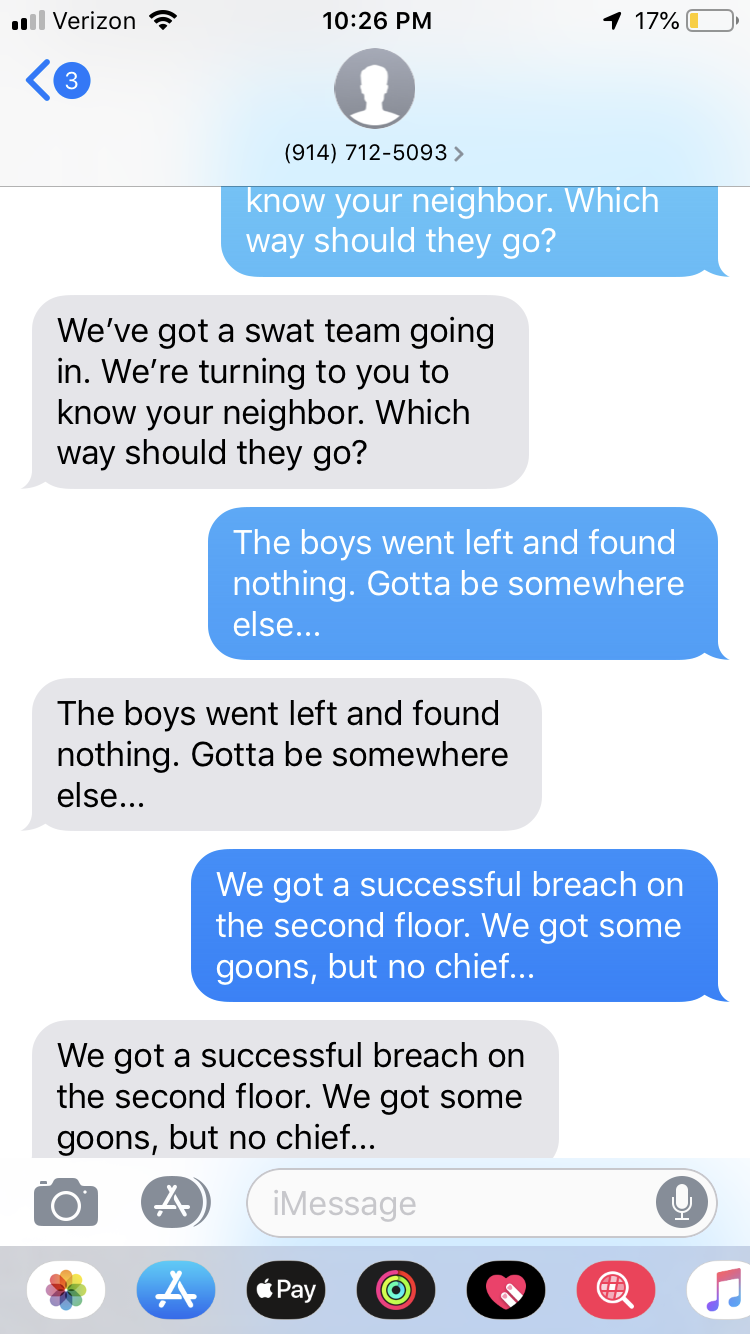 Verizon 10:26 PM 17%
3
(914) 712-5093
know your neighbor. Which
way should they go?
We’ve got a swat team going
in. We’re turning to you to
know your neighbor. Which
way should they go?
The boys went left and found
nothing. Gotta be somewhere
else...
The boys went left and found
nothing. Gotta be somewhere
else...
We got a successful breach on
the second floor. We got some
goons, but no chief...
We got a successful breach on
the second floor. We got some
goons, but no chief...
iMessage
Pay